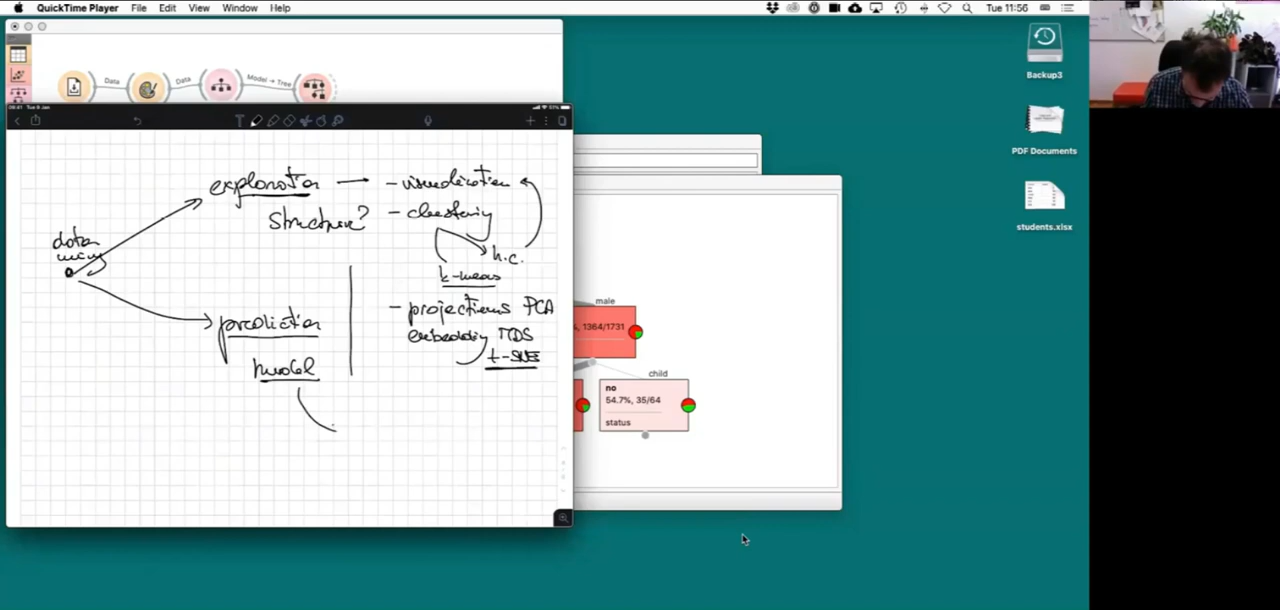 QuickTime Player File Edit View Window Help
Tue 11:56
Data
Data
Model → Tree
Backup3
PDF Documents
students.xlsx
exploration → - visualization
structure? - clustering
data
h.c.
k-means
- projections PCA
prediction
embedding MDS
t-SNE
model
male
1364/1731
child
no
54.7%, 35/64
status